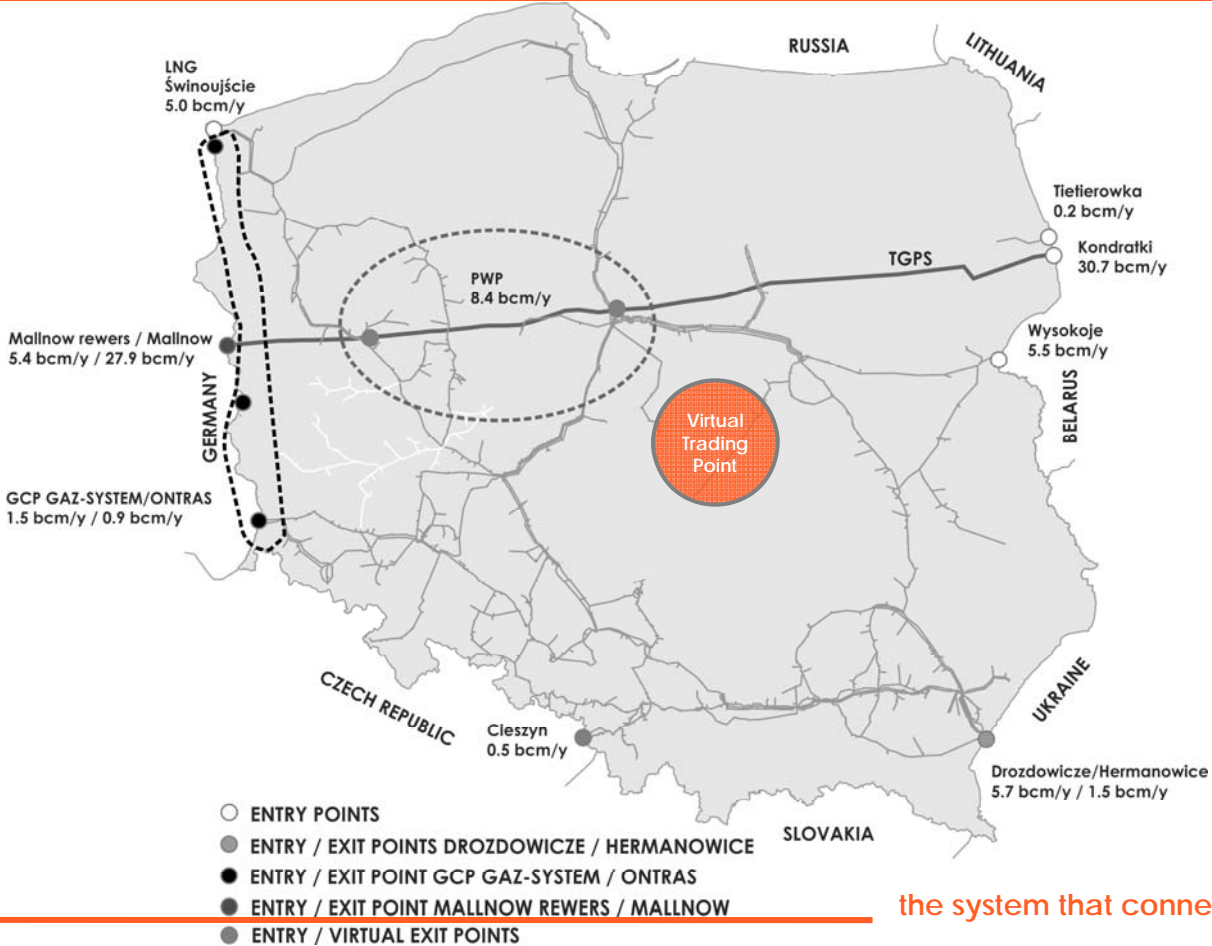 RUSSIA
LITHUANIA
LNG
Świnoujście
5.0 bcm/y
Tietierowka
0.2 bcm/y
Kondratki
30.7 bcm/y
TGPS
PWP
8.4 bcm/y
Mallnow rewers / Mallnow
5.4 bcm/y / 27.9 bcm/y
Wysokoje
5.5 bcm/y
GERMANY
BELARUS
Virtual
Trading
Point
GCP GAZ-SYSTEM/ONTRAS
1.5 bcm/y / 0.9 bcm/y
CZECH REPUBLIC
UKRAINE
Cieszyn
0.5 bcm/y
Drozdowicze/Hermanowice
5.7 bcm/y / 1.5 bcm/y
SLOVAKIA
ENTRY POINTS
ENTRY / EXIT POINTS DROZDOWICZE / HERMANOWICE
ENTRY / EXIT POINT GCP GAZ-SYSTEM / ONTRAS
ENTRY / EXIT POINT MALLNOW REWERS / MALLNOW
ENTRY / VIRTUAL EXIT POINTS
the system that conne